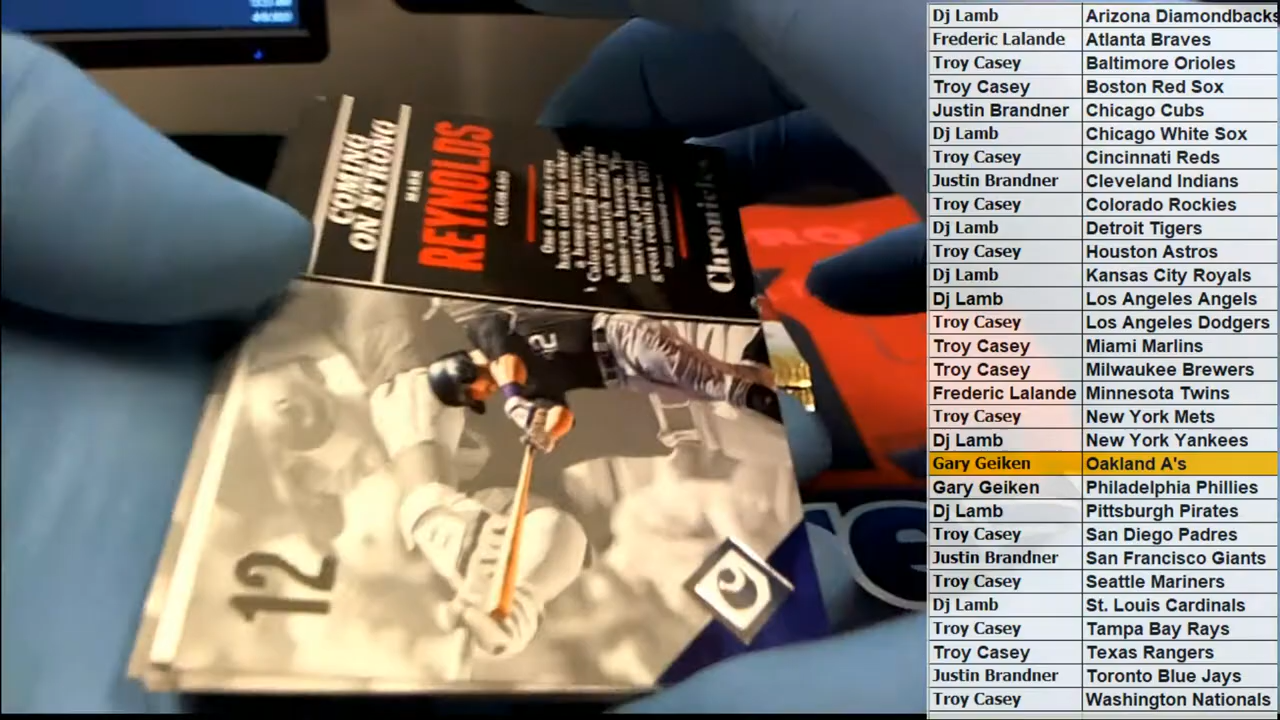 COMING
ON STRONG
MARK
REYNOLDS
COLORADO
Chronicles
12
Dj Lamb Arizona Diamondbacks
Frederic Lalande Atlanta Braves
Troy Casey Baltimore Orioles
Troy Casey Boston Red Sox
Justin Brandner Chicago Cubs
Dj Lamb Chicago White Sox
Troy Casey Cincinnati Reds
Justin Brandner Cleveland Indians
Troy Casey Colorado Rockies
Dj Lamb Detroit Tigers
Troy Casey Houston Astros
Dj Lamb Kansas City Royals
Dj Lamb Los Angeles Angels
Troy Casey Los Angeles Dodgers
Troy Casey Miami Marlins
Troy Casey Milwaukee Brewers
Frederic Lalande Minnesota Twins
Troy Casey New York Mets
Dj Lamb New York Yankees
Gary Geiken Oakland A's
Gary Geiken Philadelphia Phillies
Dj Lamb Pittsburgh Pirates
Troy Casey San Diego Padres
Justin Brandner San Francisco Giants
Troy Casey Seattle Mariners
Dj Lamb St. Louis Cardinals
Troy Casey Tampa Bay Rays
Troy Casey Texas Rangers
Justin Brandner Toronto Blue Jays
Troy Casey Washington Nationals